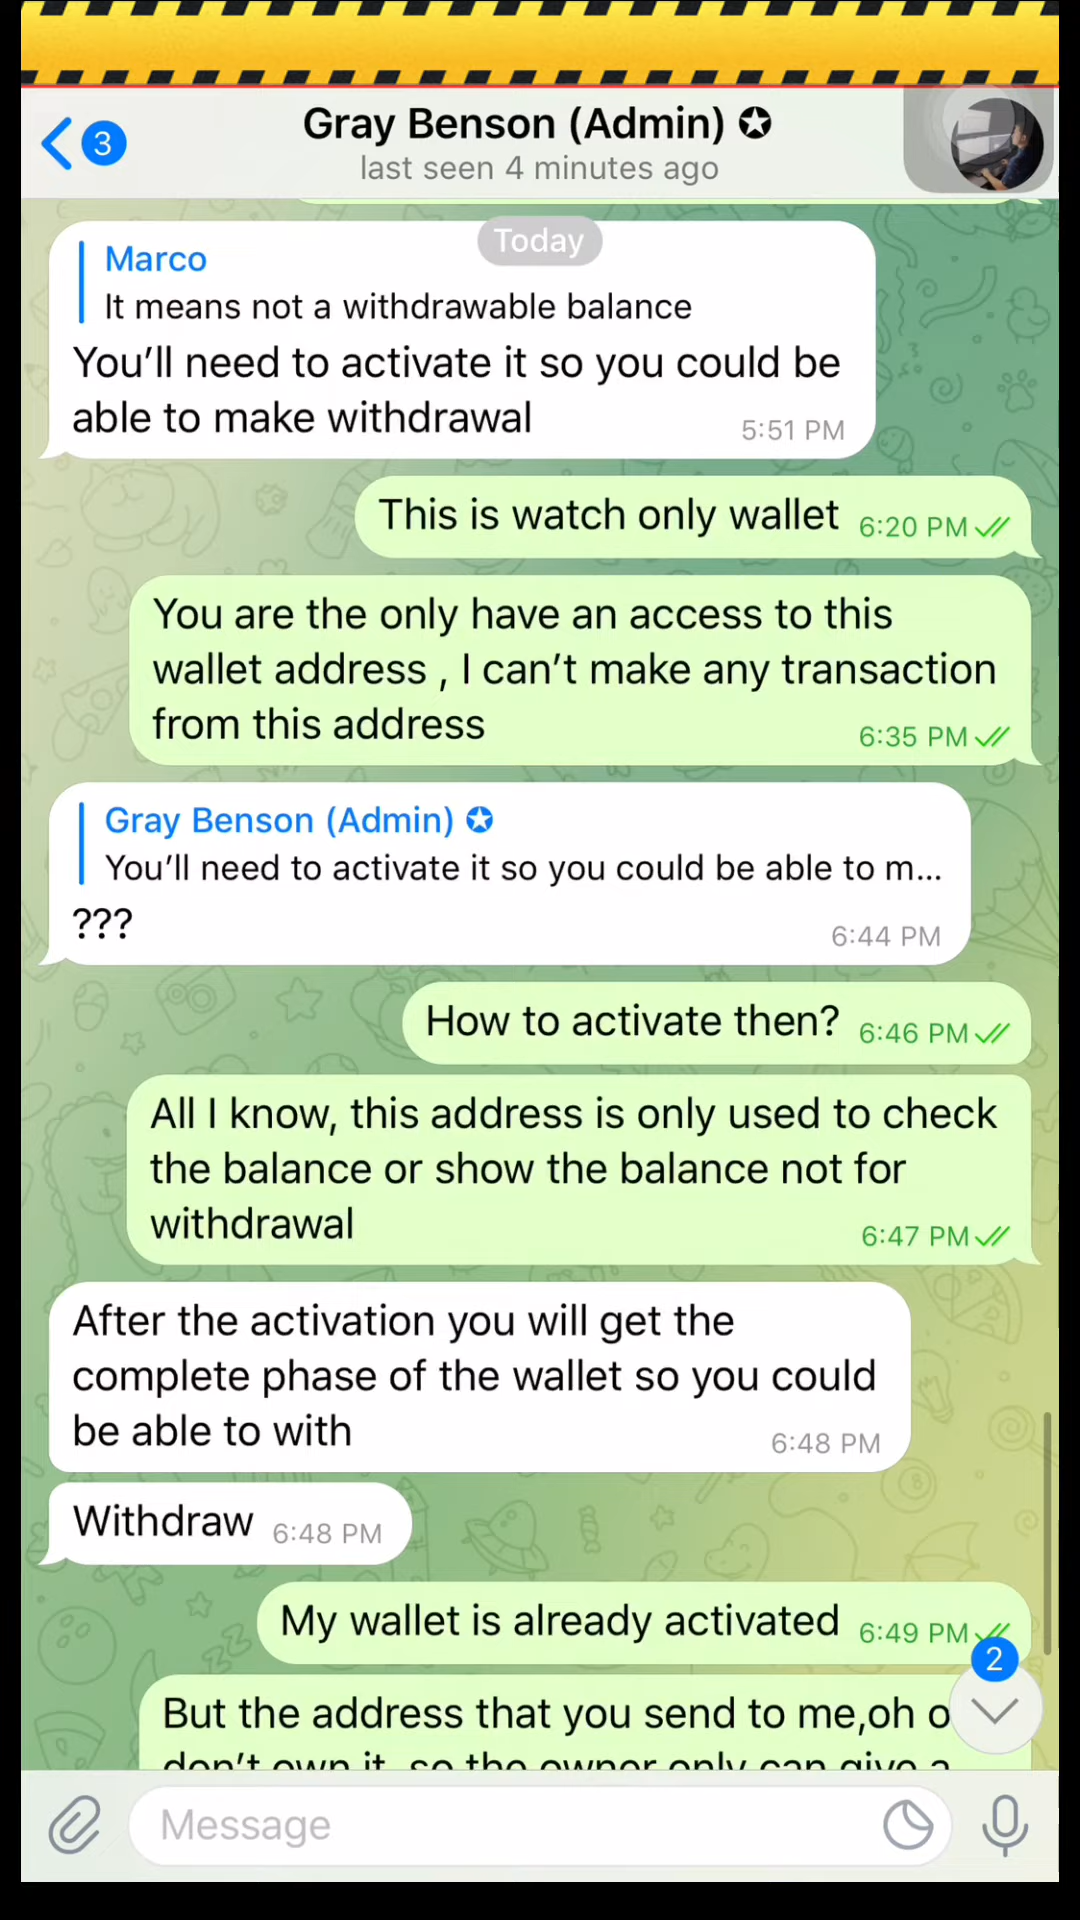 3
Gray Benson (Admin)
last seen 4 minutes ago
Today
Marco
It means not a withdrawable balance
You’ll need to activate it so you could be
able to make withdrawal
5:51 PM
This is watch only wallet
6:20 PM
You are the only have an access to this
wallet address , I can’t make any transaction
from this address
6:35 PM
Gray Benson (Admin)
You’ll need to activate it so you could be able to m...
???
6:44 PM
How to activate then?
6:46 PM
All I know, this address is only used to check
the balance or show the balance not for
withdrawal
6:47 PM
After the activation you will get the
complete phase of the wallet so you could
be able to with
6:48 PM
Withdraw
6:48 PM
My wallet is already activated
6:49 PM
2
But the address that you send to me,oh o
don’t own it, so the owner only can give a
Message